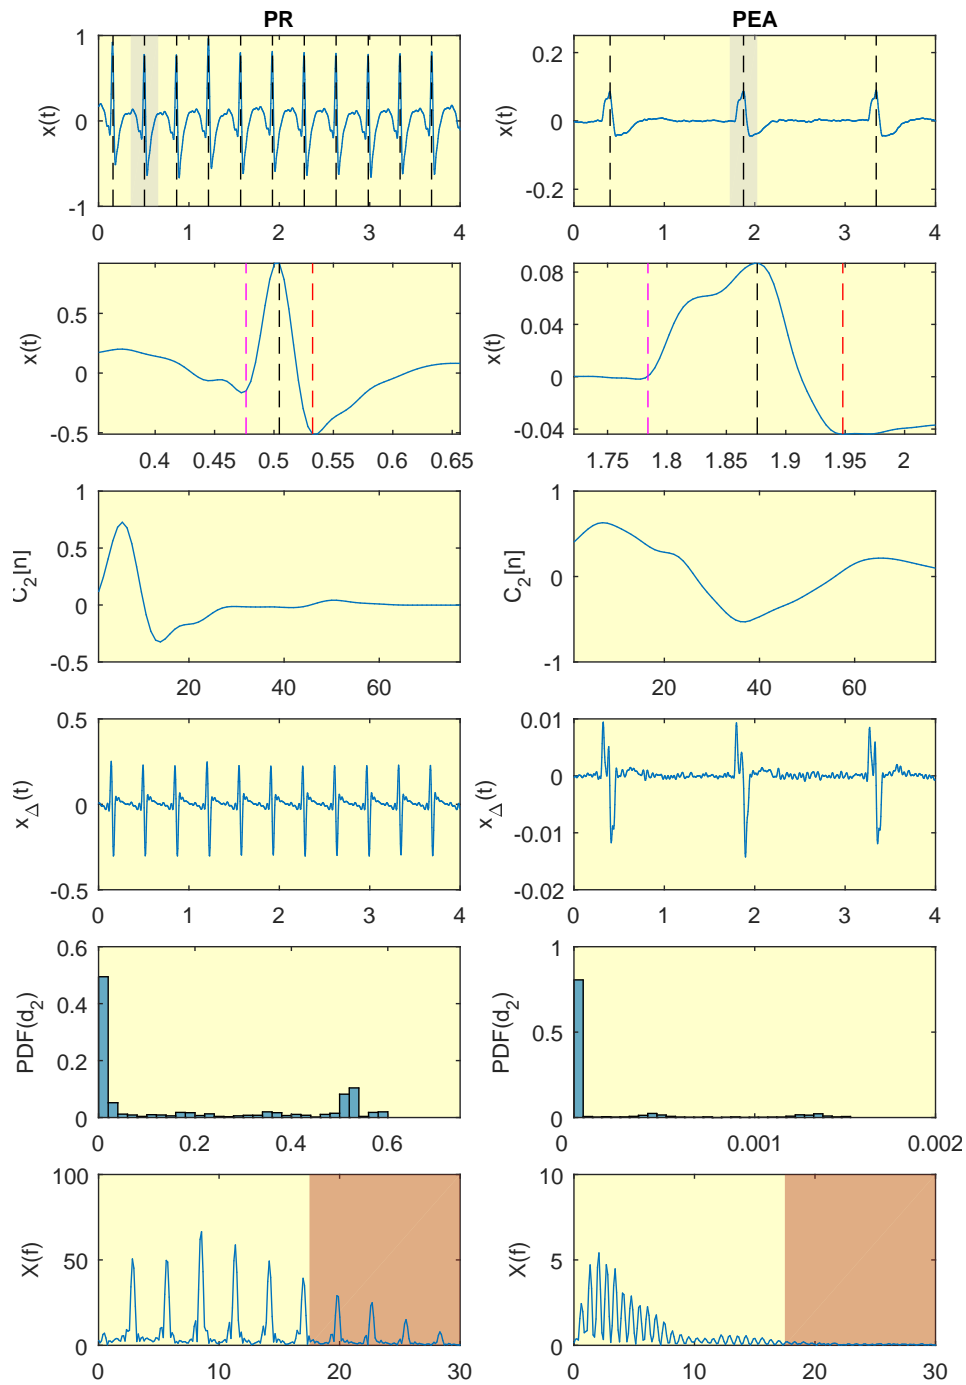 PR
PEA
x(t)
1
0
-1
0 1 2 3 4
x(t)
0.2
0
-0.2
0 1 2 3 4
x(t)
0.5
0
-0.5
0.4 0.45 0.5 0.55 0.6 0.65
x(t)
0.08
0.04
0
-0.04
1.75 1.8 1.85 1.9 1.95 2
C2[n]
1
0.5
0
-0.5
20 40 60
C2[n]
1
0
-1
20 40 60
xΔ(t)
0.5
0
-0.5
0 1 2 3 4
xΔ(t)
0.01
0
-0.01
-0.02
0 1 2 3 4
PDF(d2)
0.6
0.4
0.2
0
0 0.2 0.4 0.6
PDF(d2)
1
0.5
0
0 0.001 0.002
X(f)
100
50
0
0 10 20 30
X(f)
10
5
0
0 10 20 30